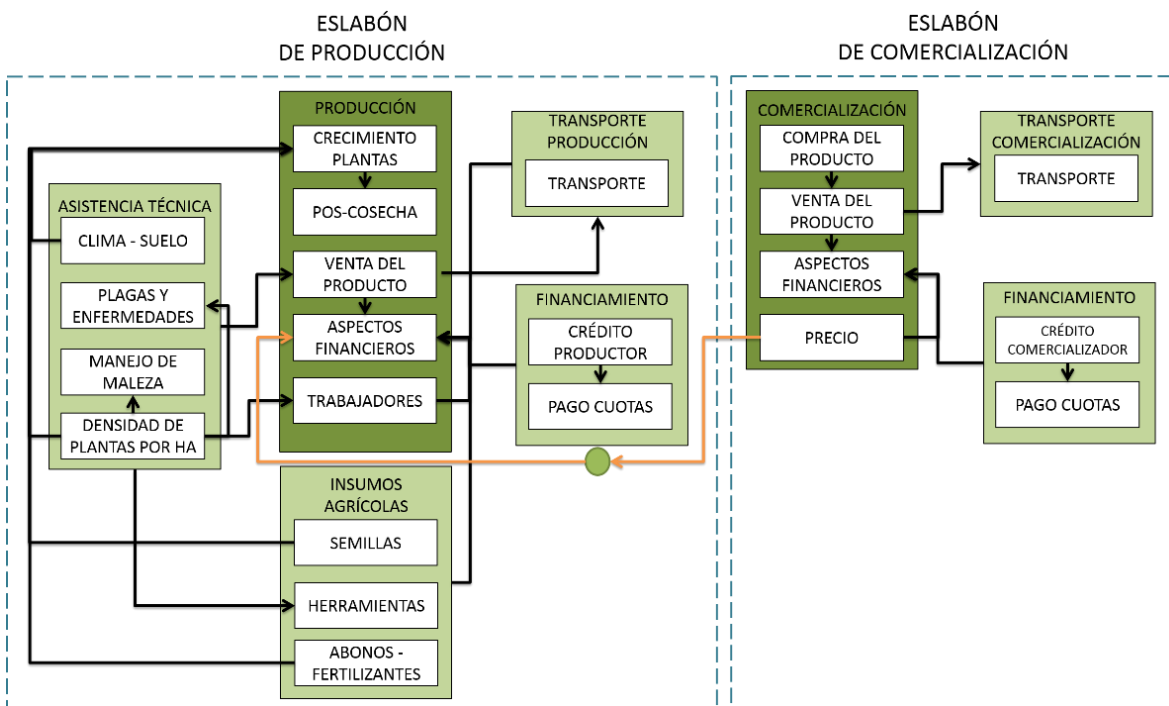 ESLABÓN
DE PRODUCCIÓN
ESLABÓN
DE COMERCIALIZACIÓN
ASISTENCIA TÉCNICA
CLIMA - SUELO
PLAGAS Y
ENFERMEDADES
MANEJO DE
MALEZA
DENSIDAD DE
PLANTAS POR HA
PRODUCCIÓN
CRECIMIENTO
PLANTAS
POS-COSECHA
VENTA DEL
PRODUCTO
ASPECTOS
FINANCIEROS
TRABAJADORES
INSUMOS
AGRÍCOLAS
SEMILLAS
HERRAMIENTAS
ABONOS -
FERTILIZANTES
TRANSPORTE
PRODUCCIÓN
TRANSPORTE
FINANCIAMIENTO
CRÉDITO
PRODUCTOR
PAGO CUOTAS
COMERCIALIZACIÓN
COMPRA DEL
PRODUCTO
VENTA DEL
PRODUCTO
ASPECTOS
FINANCIEROS
PRECIO
TRANSPORTE
COMERCIALIZACIÓN
TRANSPORTE
FINANCIAMIENTO
CRÉDITO
COMERCIALIZADOR
PAGO CUOTAS